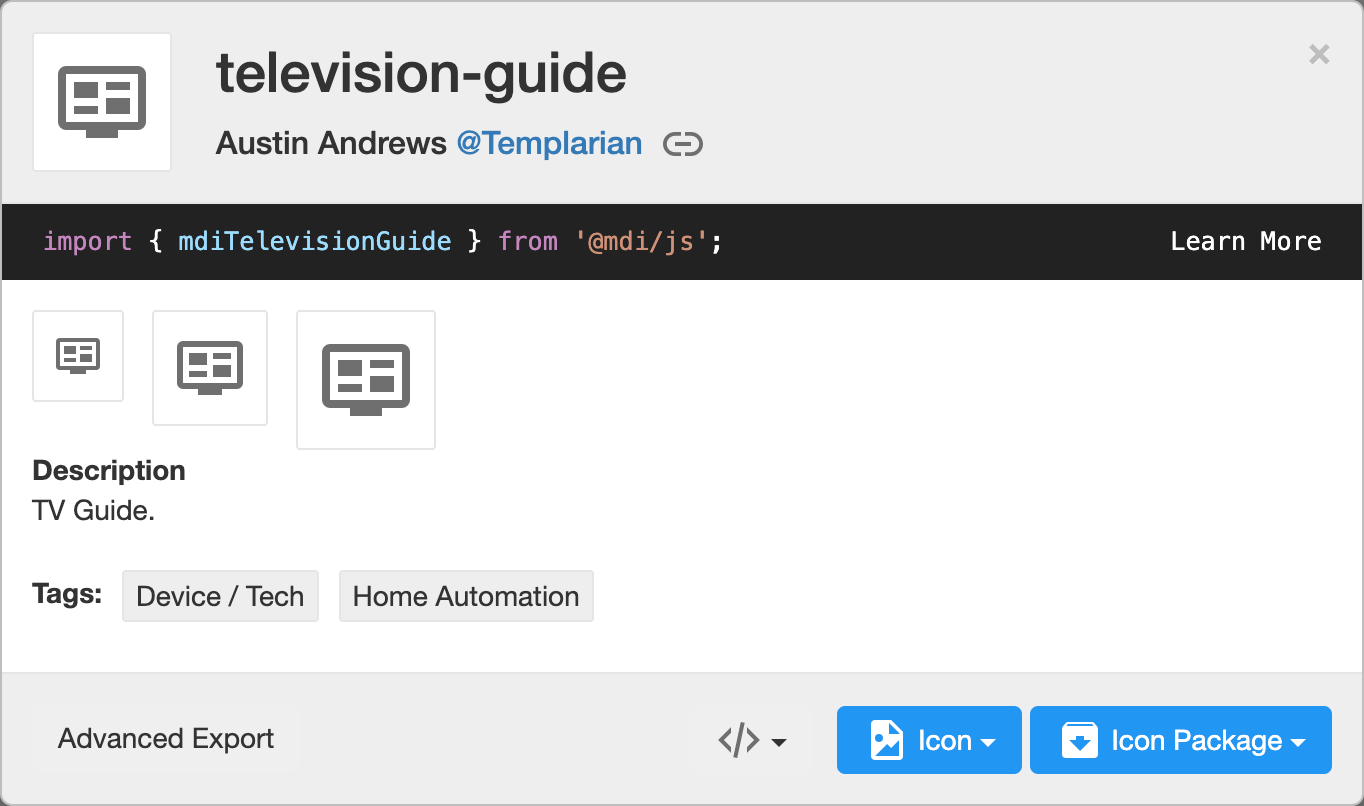 television-guide
×
Austin Andrews @Templarian
import { mdiTelevisionGuide } from '@mdi/js';
Learn More
Description
TV Guide.
Tags: Device / Tech Home Automation
Advanced Export
</>
Icon
Icon Package